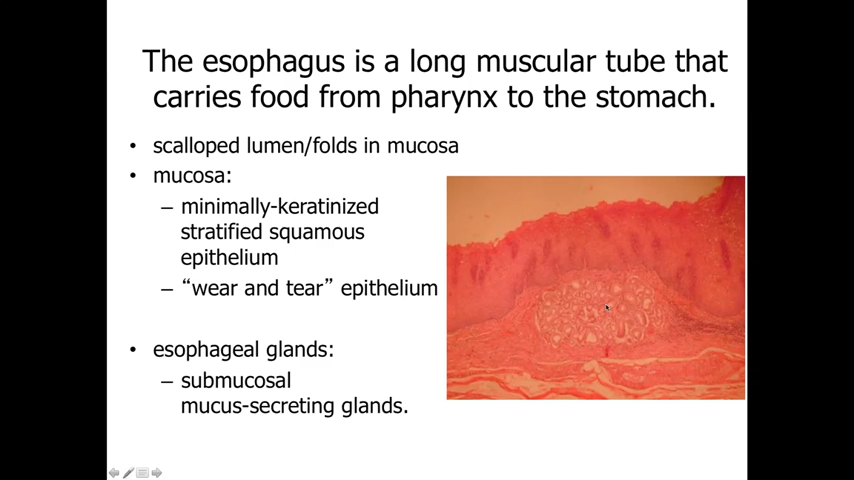 The esophagus is a long muscular tube that
carries food from pharynx to the stomach.
• scalloped lumen/folds in mucosa
• mucosa:
– minimally-keratinized
stratified squamous
epithelium
– “wear and tear” epithelium
• esophageal glands:
– submucosal
mucus-secreting glands.